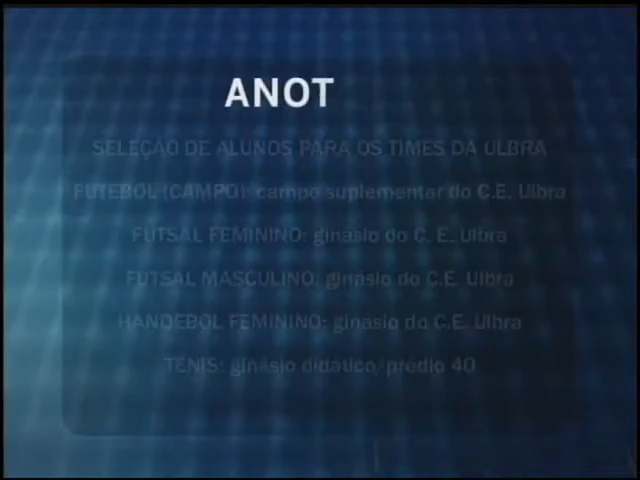 ANOT
SELEÇÃO DE ALUNOS PARA OS TIMES DA ULBRA
FUTEBOL (CAMPO): campo suplementar do C.E. Ulbra
FUTSAL FEMININO: ginásio do C. E. Ulbra
FUTSAL MASCULINO: ginásio do C.E. Ulbra
HANDEBOL FEMININO: ginásio do C.E. Ulbra
TENIS: ginásio didático/prédio 40